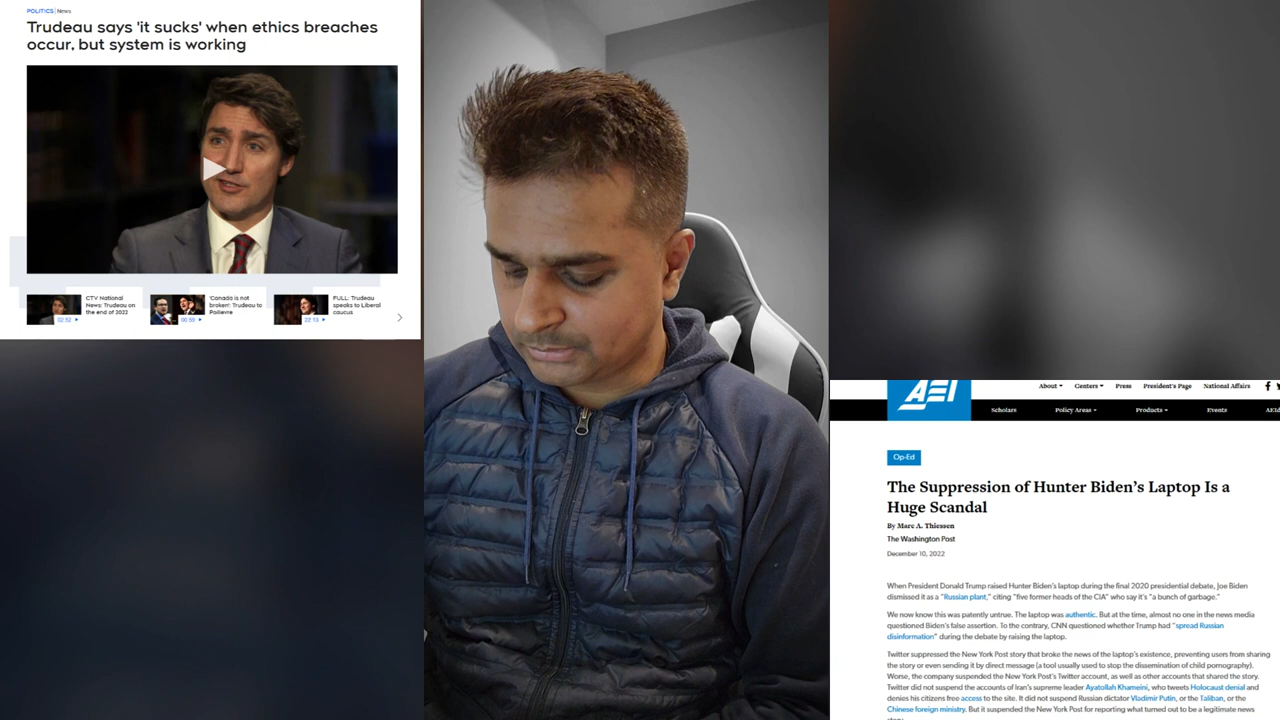 POLITICS | News
Trudeau says 'it sucks' when ethics breaches
occur, but system is working
CTV National
News: Trudeau on
the end of 2022
02:52
'Canada is not
broken': Trudeau to
Poilievre
00:59
FULL: Trudeau
speaks to Liberal
caucus
22:13
AEI
About Centers Press President's Page National Affairs
Scholars Policy Areas Products Events
Op-Ed
The Suppression of Hunter Biden's Laptop Is a
Huge Scandal
By Marc A. Thiessen
The Washington Post
December 10, 2022
When President Donald Trump raised Hunter Biden's laptop during the final 2020 presidential debate, Joe Biden
dismissed it as a "Russian plant," citing "five former heads of the CIA" who say it's "a bunch of garbage."
We now know this was patently untrue. The laptop was authentic. But at the time, almost no one in the news media
questioned Biden's false assertion. To the contrary, CNN questioned whether Trump had "spread Russian
disinformation" during the debate by raising the laptop.
Twitter suppressed the New York Post story that broke the news of the laptop's existence, preventing users from sharing
the story or even sending it by direct message (a tool usually used to stop the dissemination of child pornography).
Worse, the company suspended the New York Post's Twitter account, as well as other accounts that shared the story.
Twitter did not suspend the accounts of Iran's supreme leader Ayatollah Khameini, who tweets Holocaust denial and
denies his citizens free access to the site. It did not suspend Russian dictator Vladimir Putin, or the Taliban, or the
Chinese foreign ministry. But it suspended the New York Post for reporting what turned out to be a legitimate news